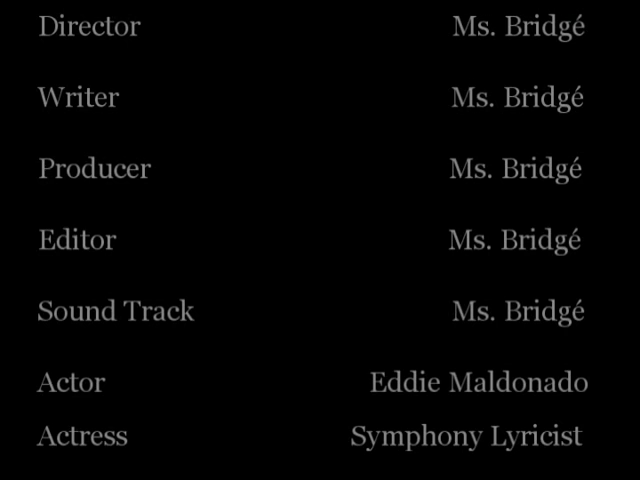 Director Ms. Bridgé
Writer Ms. Bridgé
Producer Ms. Bridgé
Editor Ms. Bridgé
Sound Track Ms. Bridgé
Actor Eddie Maldonado
Actress Symphony Lyricist